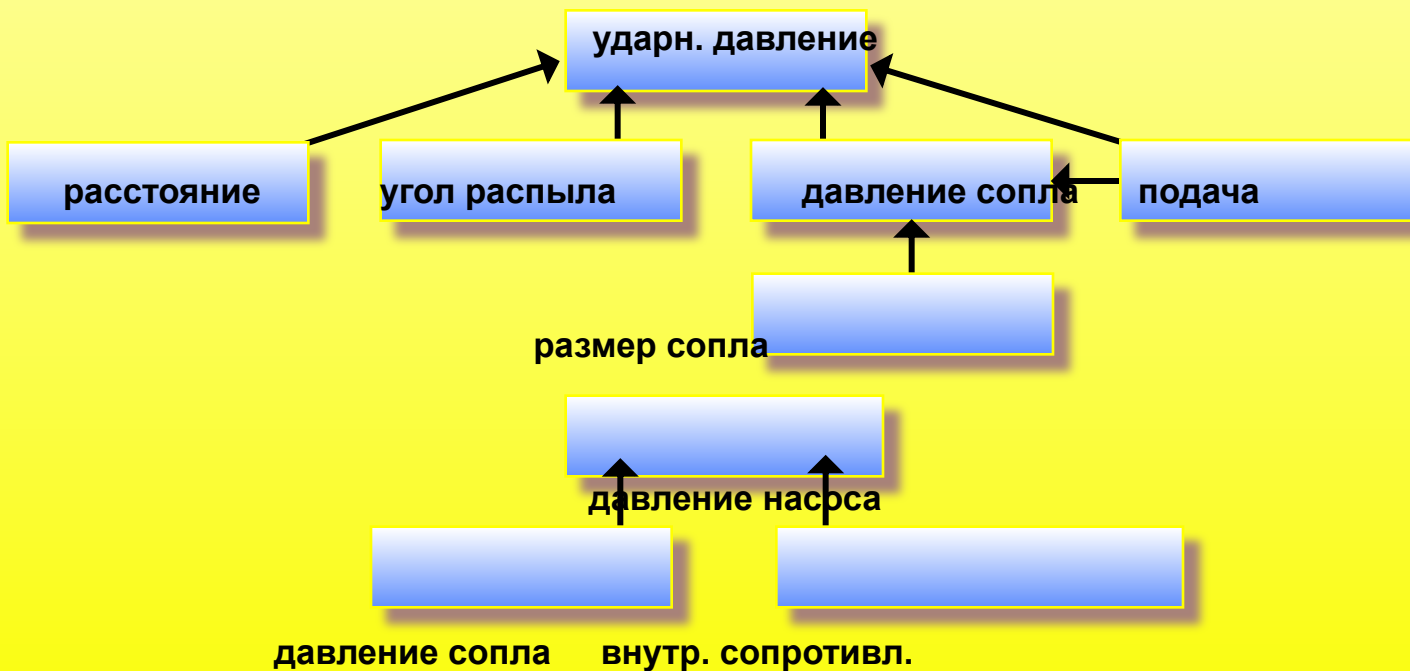 ударн. давление
расстояние
угол распыла
давление сопла
подача
размер сопла
давление насоса
давление сопла
внутр. сопротивл.